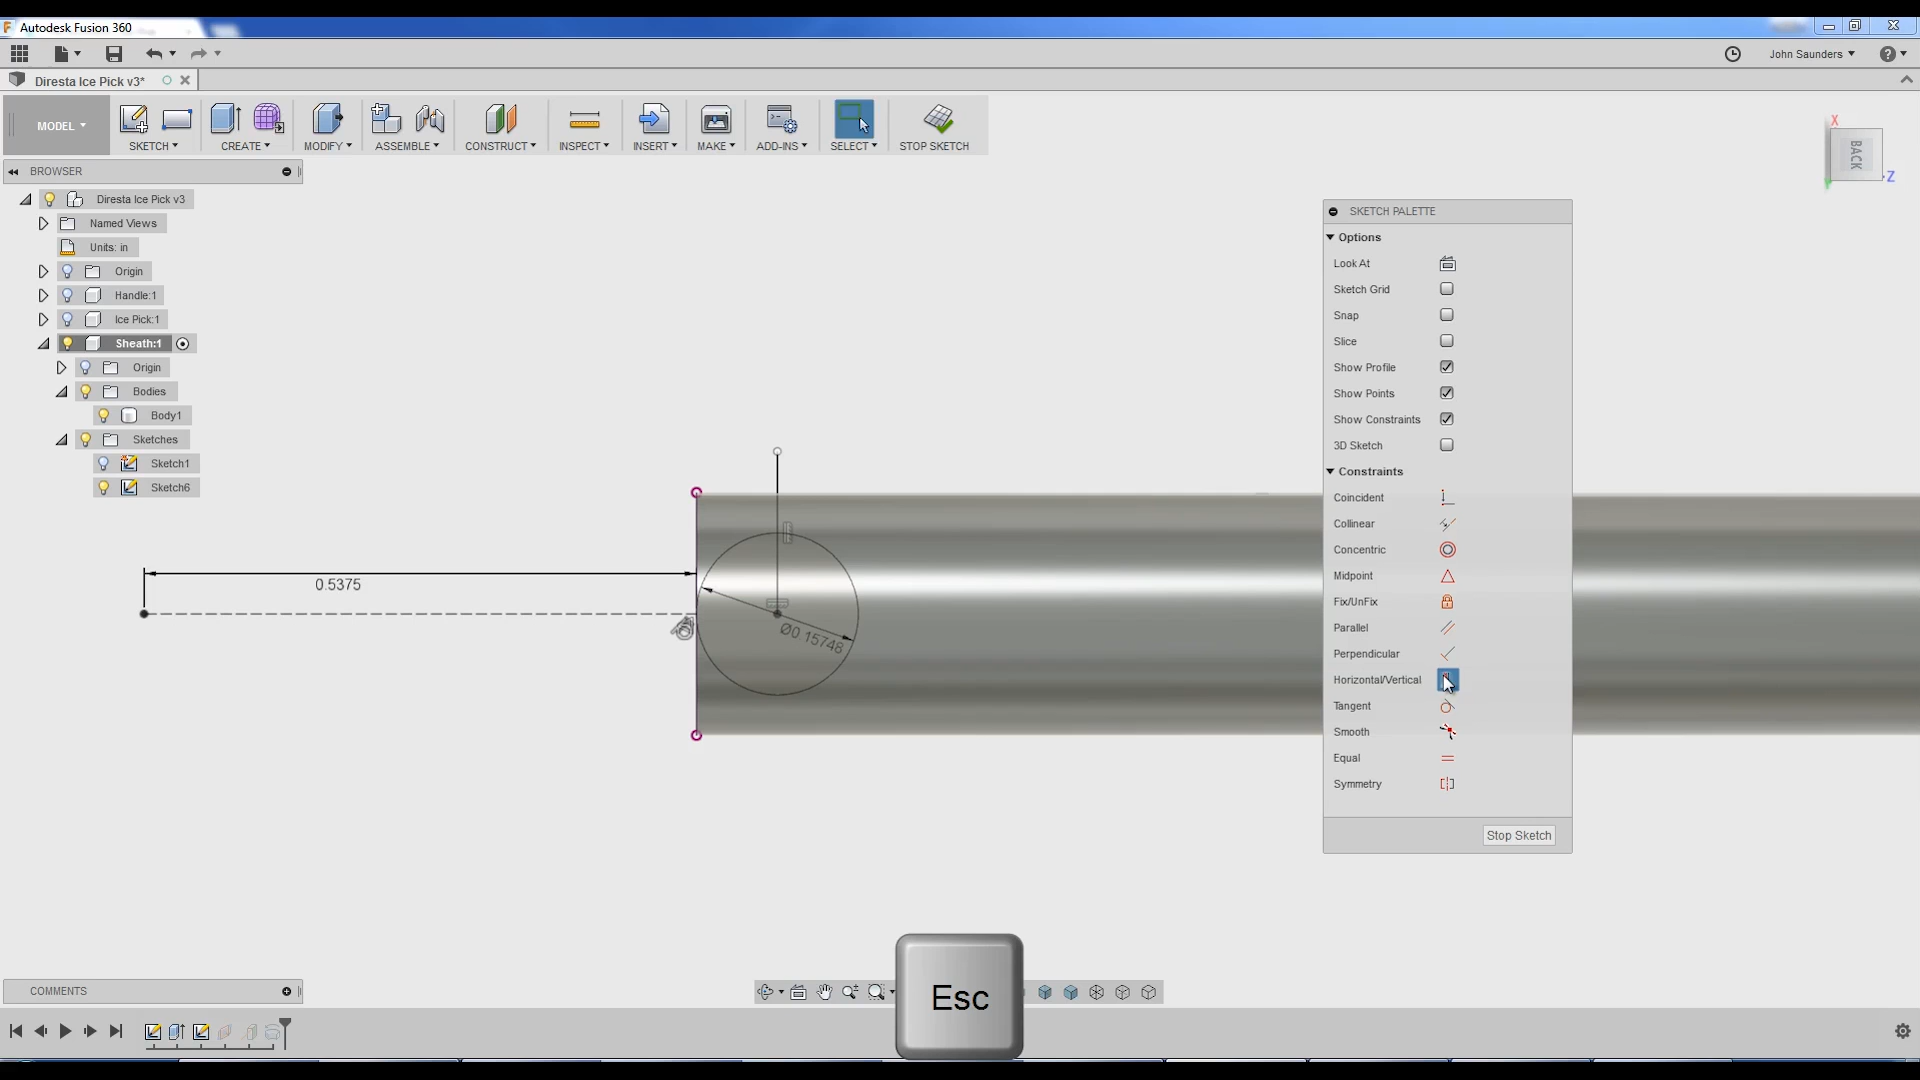 Autodesk Fusion 360
John Saunders
Diresta Ice Pick v3*
MODEL
SKETCH
CREATE
MODIFY
ASSEMBLE
CONSTRUCT
INSPECT
INSERT
MAKE
ADD-INS
SELECT
STOP SKETCH
BROWSER
Diresta Ice Pick v3
Named Views
Units: in
Origin
Handle:1
Ice Pick:1
Sheath:1
Origin
Bodies
Body1
Sketches
Sketch1
Sketch6
X
BACK
Z
0.5375
Ø0.15748
SKETCH PALETTE
Options
Look At
Sketch Grid
Snap
Slice
Show Profile
Show Points
Show Constraints
3D Sketch
Constraints
Coincident
Collinear
Concentric
Midpoint
Fix/UnFix
Parallel
Perpendicular
Horizontal/Vertical
Tangent
Smooth
Equal
Symmetry
Stop Sketch
Esc
COMMENTS